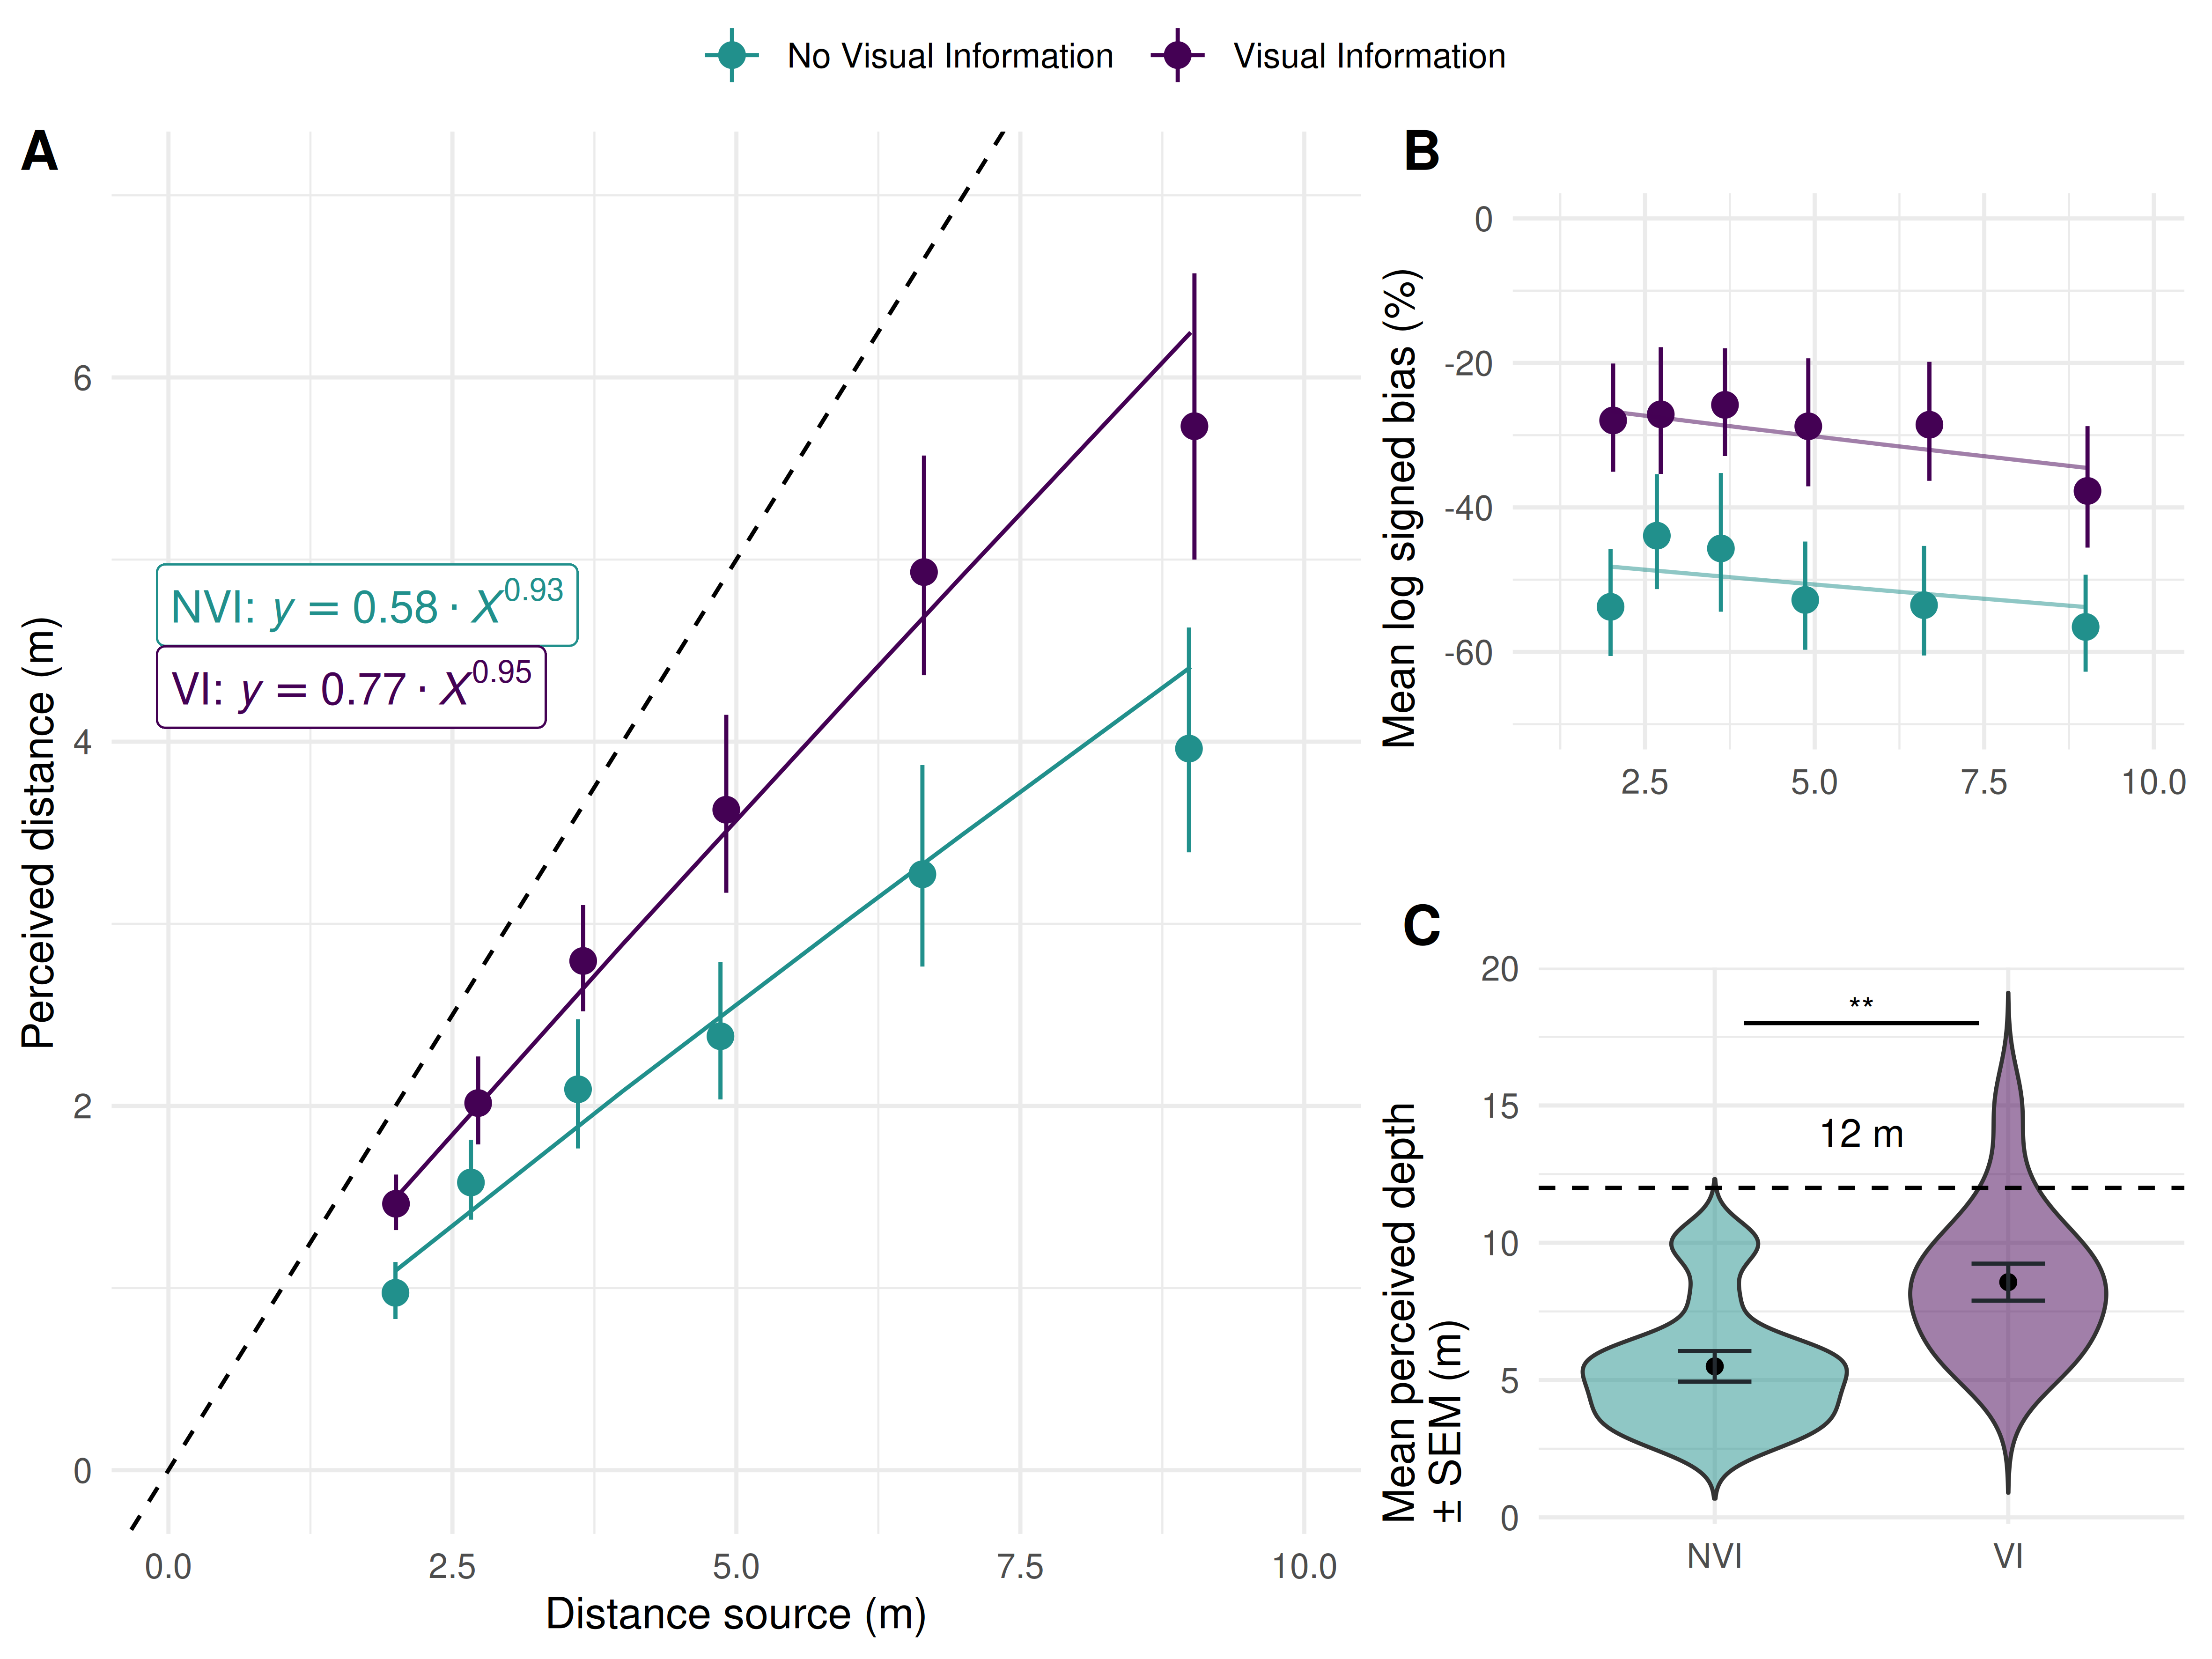 No Visual Information
Visual Information
A
Perceived distance (m)
6
4
2
0
NVI: y = 0.58 · X^0.93
VI: y = 0.77 · X^0.95
0.0 2.5 5.0 7.5 10.0
Distance source (m)
B
Mean log signed bias (%)
0
-20
-40
-60
2.5 5.0 7.5 10.0
C
Mean perceived depth
± SEM (m)
20
15
10
5
0
**
12 m
NVI VI